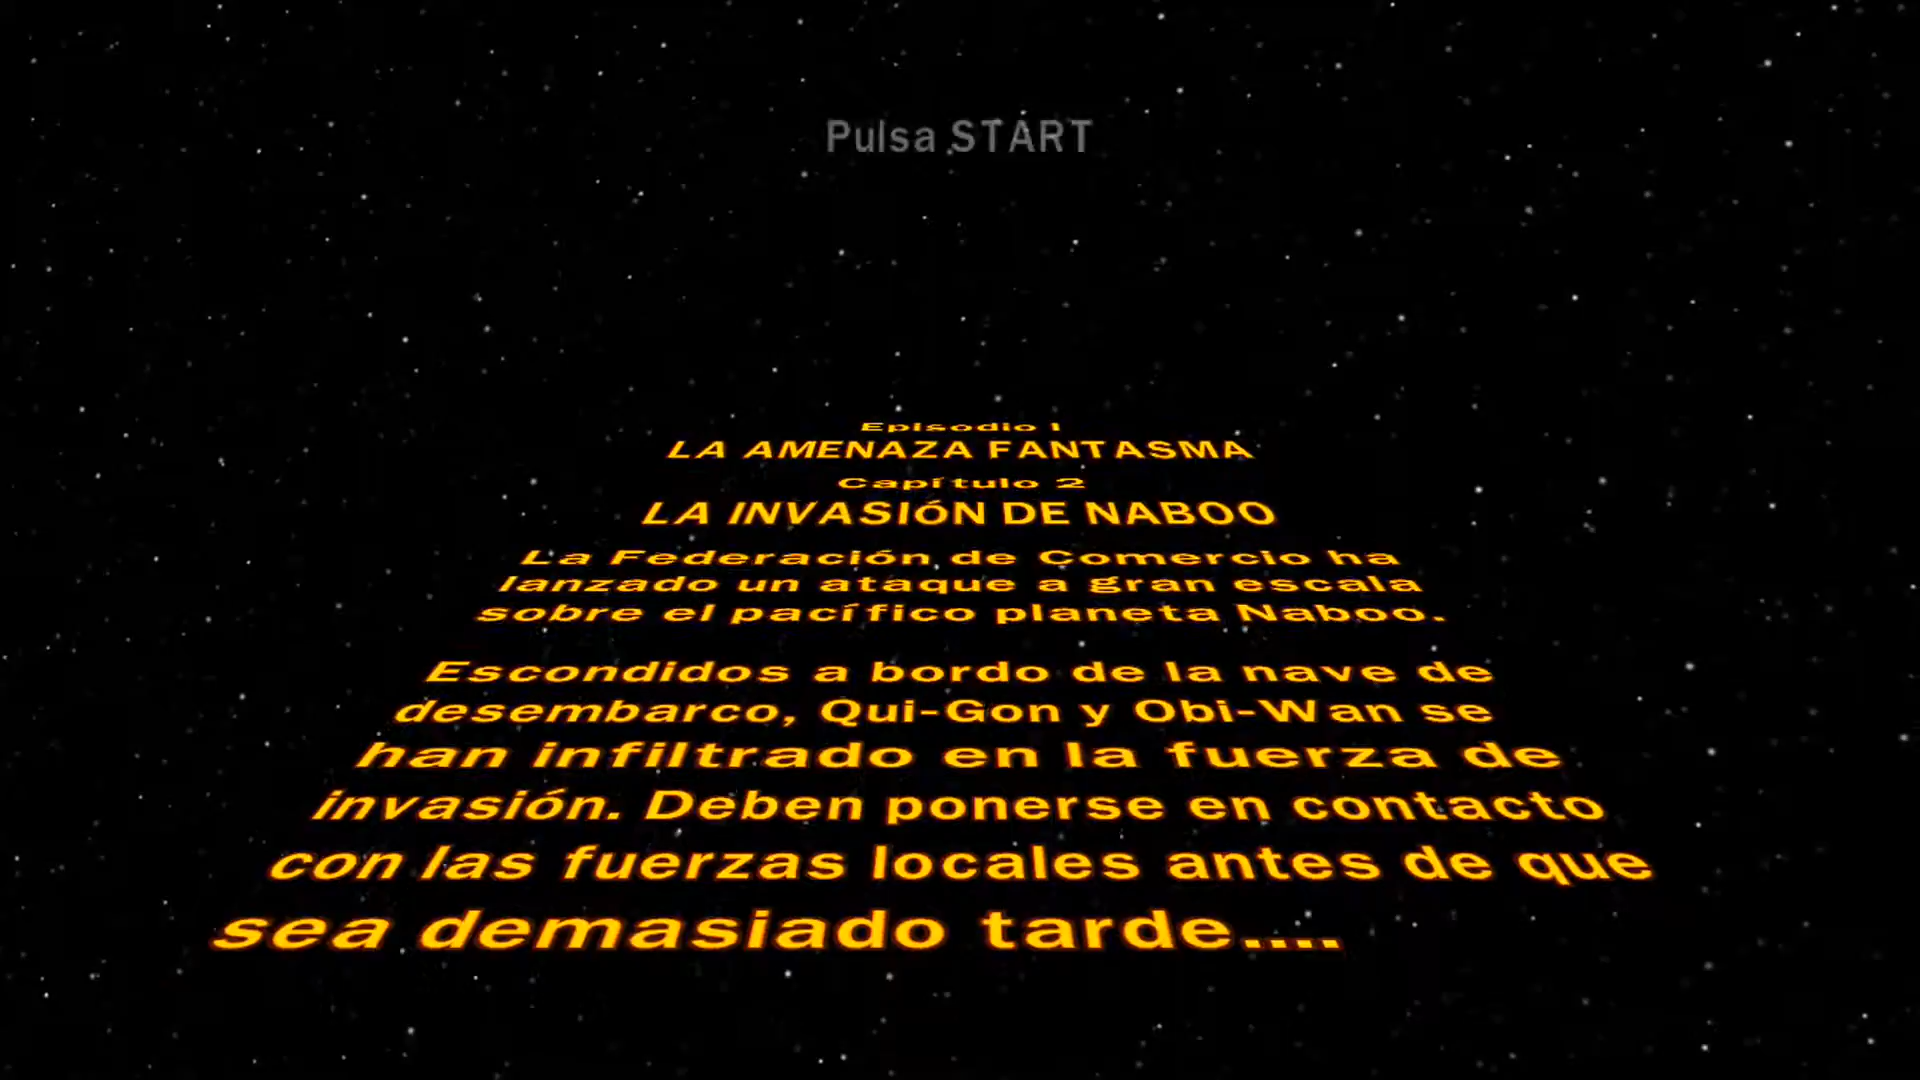 Pulsa START
Episodio I
LA AMENAZA FANTASMA
Capítulo 2
LA INVASIÓN DE NABOO
La Federación de Comercio ha
lanzado un ataque a gran escala
sobre el pacífico planeta Naboo.
Escondidos a bordo de la nave de
desembarco, Qui-Gon y Obi-Wan se
han infiltrado en la fuerza de
invasión. Deben ponerse en contacto
con las fuerzas locales antes de que
sea demasiado tarde....